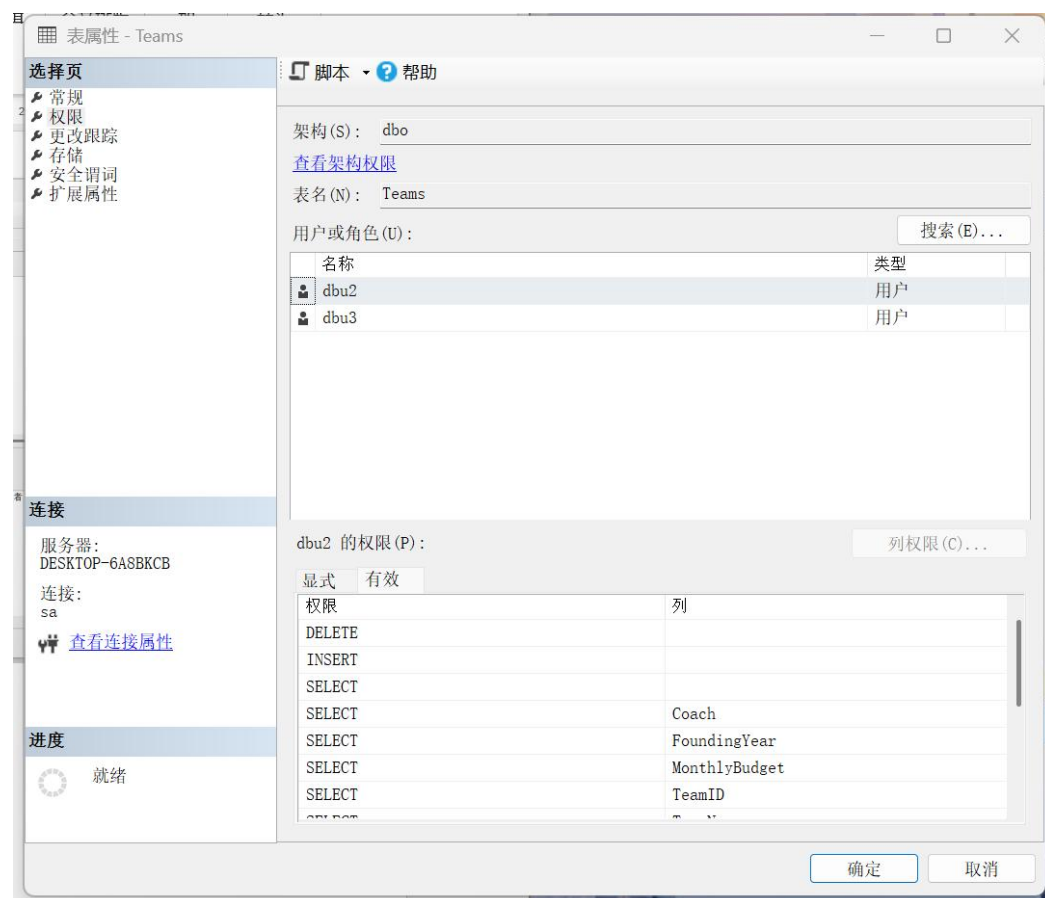 表属性 - Teams
选择页
常规
权限
更改跟踪
存储
安全谓词
扩展属性
脚本 帮助
架构(S): dbo
查看架构权限
表名(N): Teams
用户或角色(U): 搜索(E)...
名称 类型
dbu2 用户
dbu3 用户
连接
服务器:
DESKTOP-6A8BKCB
连接:
sa
查看连接属性
进度
就绪
dbu2 的权限(P): 列权限(C)...
显式 有效
权限 列
DELETE
INSERT
SELECT
SELECT Coach
SELECT FoundingYear
SELECT MonthlyBudget
SELECT TeamID
确定 取消